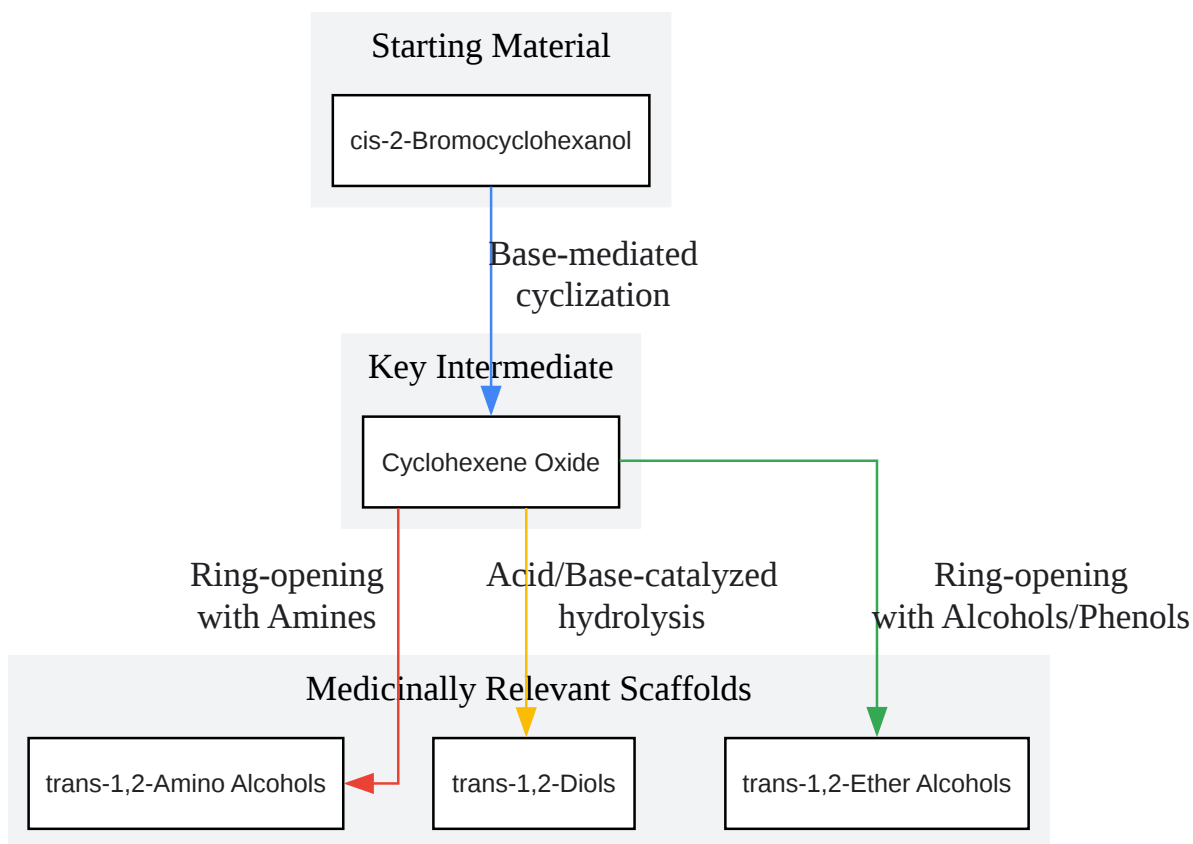 Starting Material
cis-2-Bromocyclohexanol
Base-mediated
cyclization
Key Intermediate
Cyclohexene Oxide
Ring-opening
with Amines
Acid/Base-catalyzed
hydrolysis
Ring-opening
with Alcohols/Phenols
Medicinally Relevant Scaffolds
trans-1,2-Amino Alcohols
trans-1,2-Diols
trans-1,2-Ether Alcohols